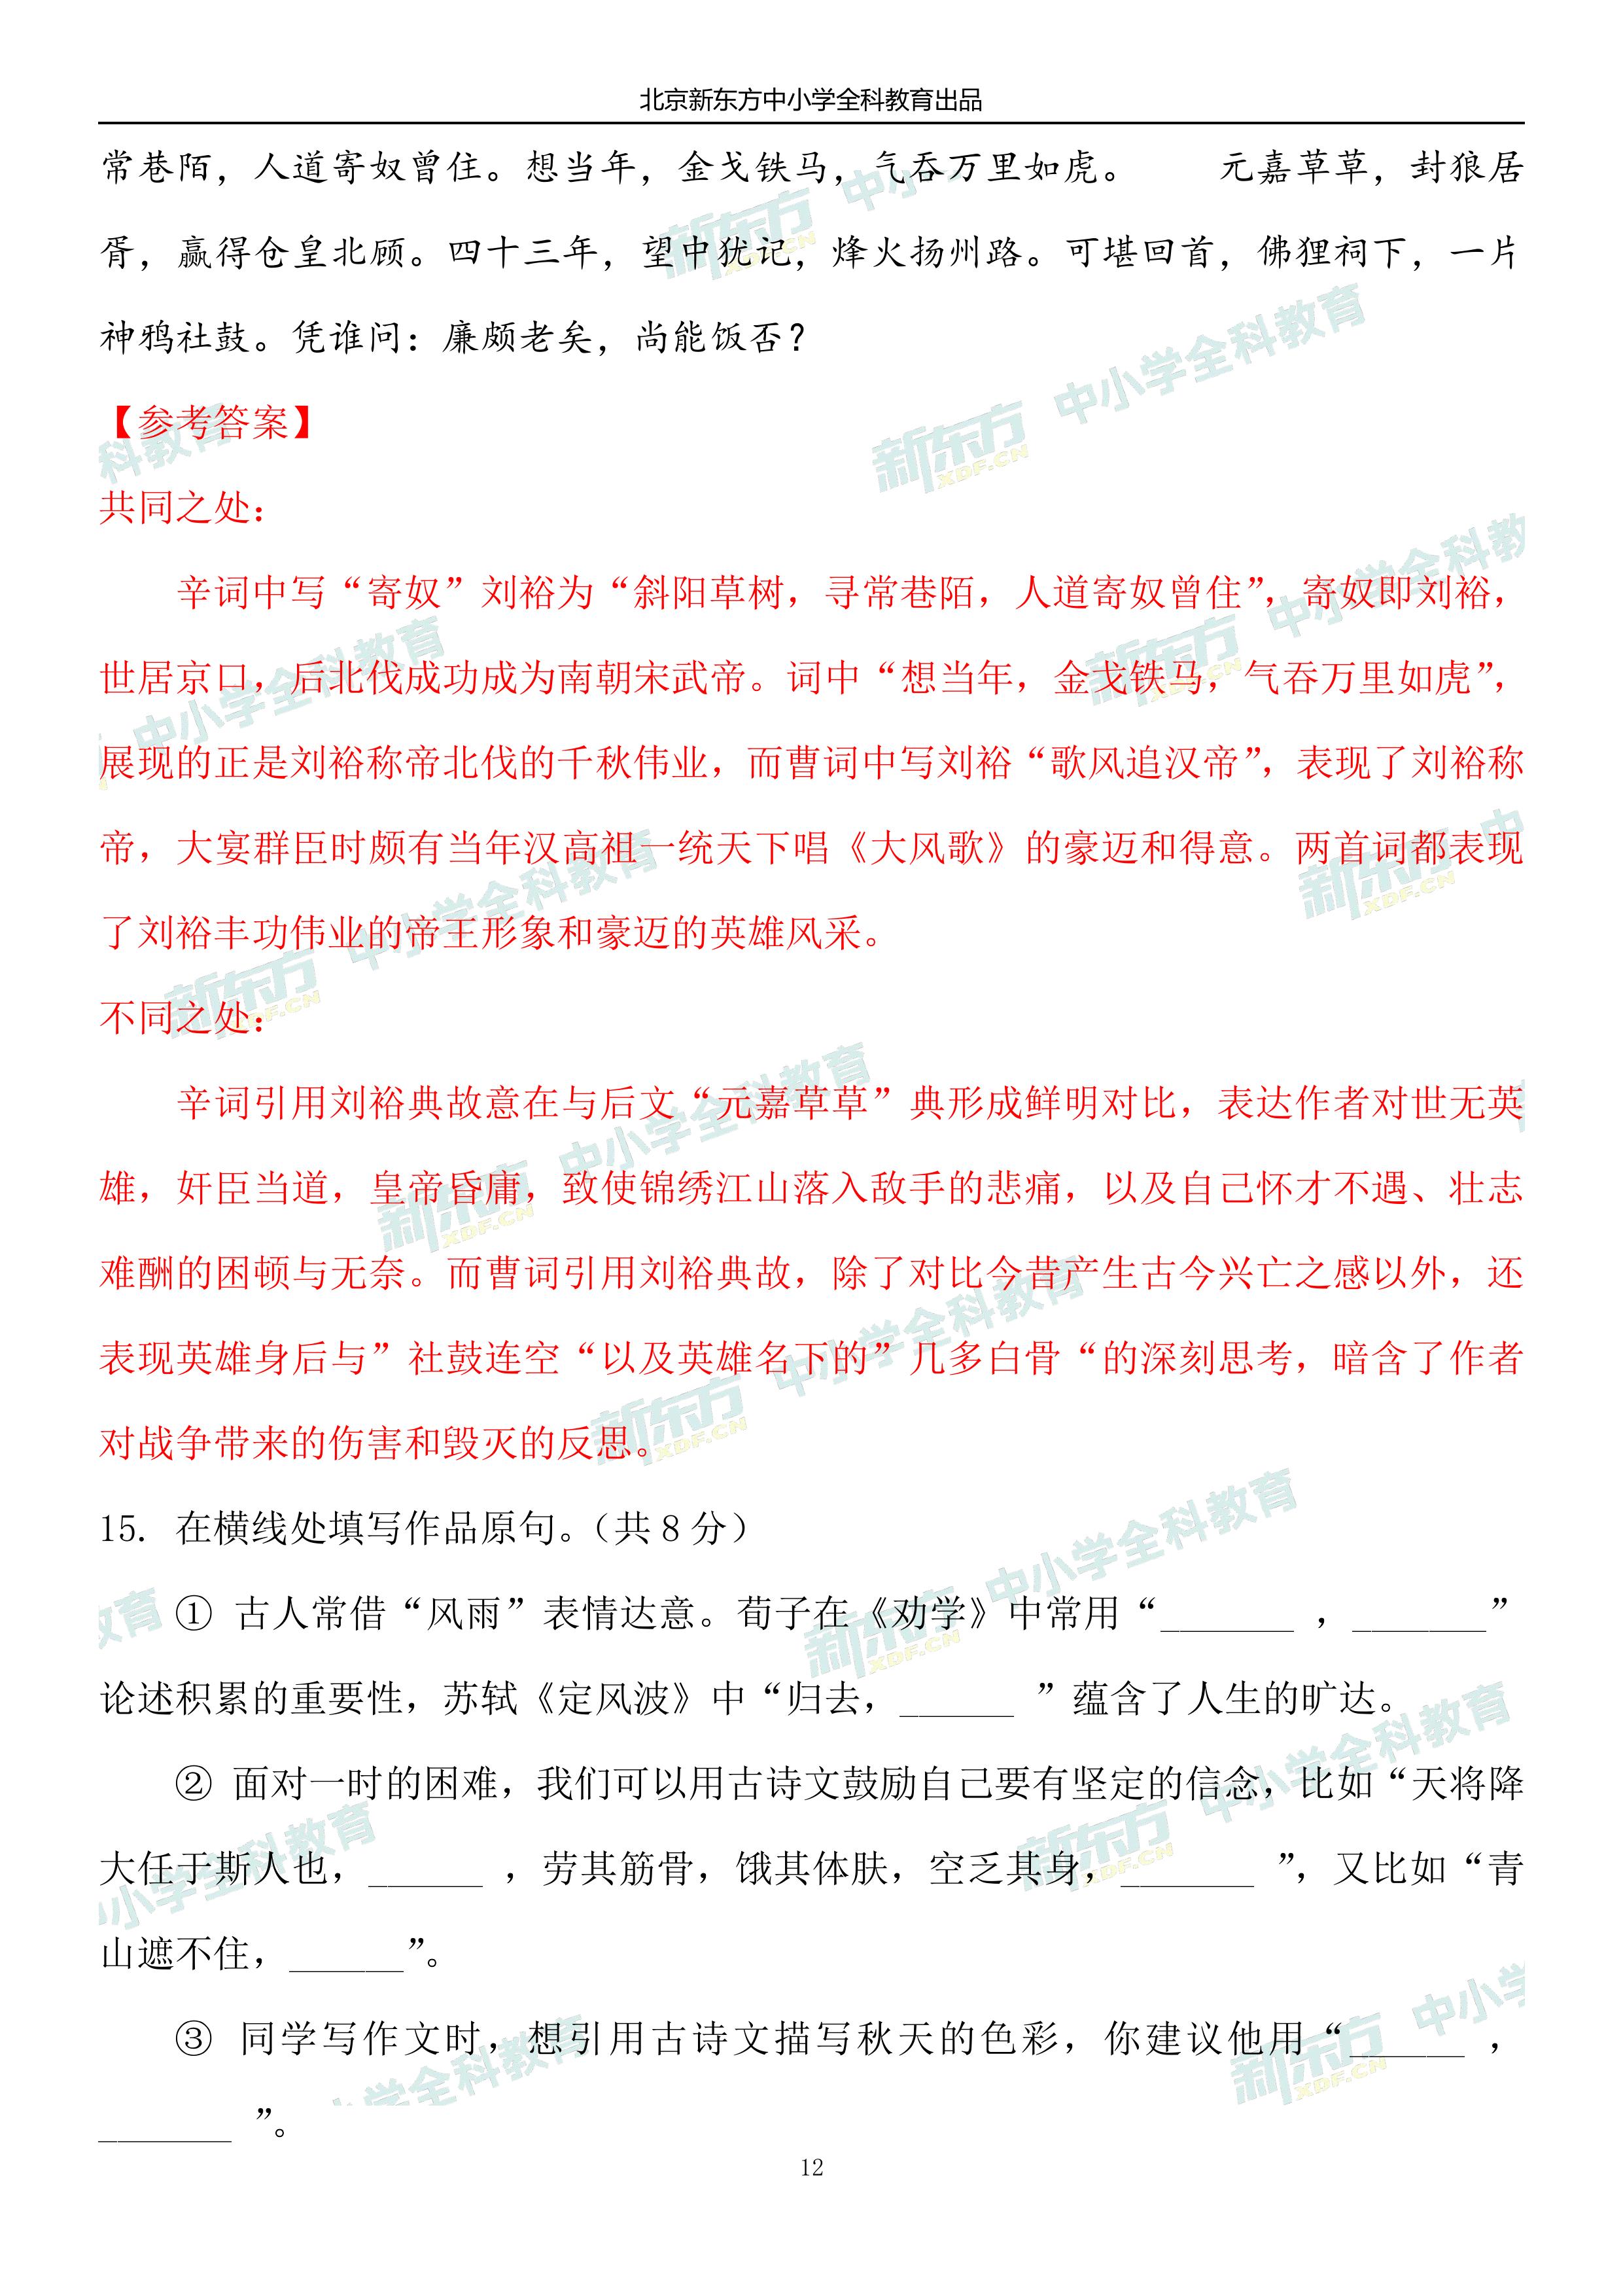 北京新东方中小学全科教育出品
常巷陌，人道寄奴曾住。想当年，金戈铁马，气吞万里如虎。　　元嘉草草，封狼居
胥，赢得仓皇北顾。四十三年，望中犹记，烽火扬州路。可堪回首，佛狸祠下，一片
神鸦社鼓。凭谁问：廉颇老矣，尚能饭否？
【参考答案】
共同之处：
辛词中写“寄奴”刘裕为“斜阳草树，寻常巷陌，人道寄奴曾住”，寄奴即刘裕，
世居京口，后北伐成功成为南朝宋武帝。词中“想当年，金戈铁马，气吞万里如虎”，
展现的正是刘裕称帝北伐的千秋伟业，而曹词中写刘裕“歌风追汉帝”，表现了刘裕称
帝，大宴群臣时颇有当年汉高祖一统天下唱《大风歌》的豪迈和得意。两首词都表现
了刘裕丰功伟业的帝王形象和豪迈的英雄风采。
不同之处：
辛词引用刘裕典故意在与后文“元嘉草草”典形成鲜明对比，表达作者对世无英
雄，奸臣当道，皇帝昏庸，致使锦绣江山落入敌手的悲痛，以及自己怀才不遇、壮志
难酬的困顿与无奈。而曹词引用刘裕典故，除了对比今昔产生古今兴亡之感以外，还
表现英雄身后与”社鼓连空“以及英雄名下的”几多白骨“的深刻思考，暗含了作者
对战争带来的伤害和毁灭的反思。
15. 在横线处填写作品原句。（共 8 分）
① 古人常借“风雨”表情达意。荀子在《劝学》中常用“_______ ，_______”
论述积累的重要性，苏轼《定风波》中“归去，______ ”蕴含了人生的旷达。
② 面对一时的困难，我们可以用古诗文鼓励自己要有坚定的信念，比如“天将降
大任于斯人也，______ ，劳其筋骨，饿其体肤，空乏其身，_______ ”，又比如“青
山遮不住，______”。
③ 同学写作文时，想引用古诗文描写秋天的色彩，你建议他用“______ ，
_______ ”。
12